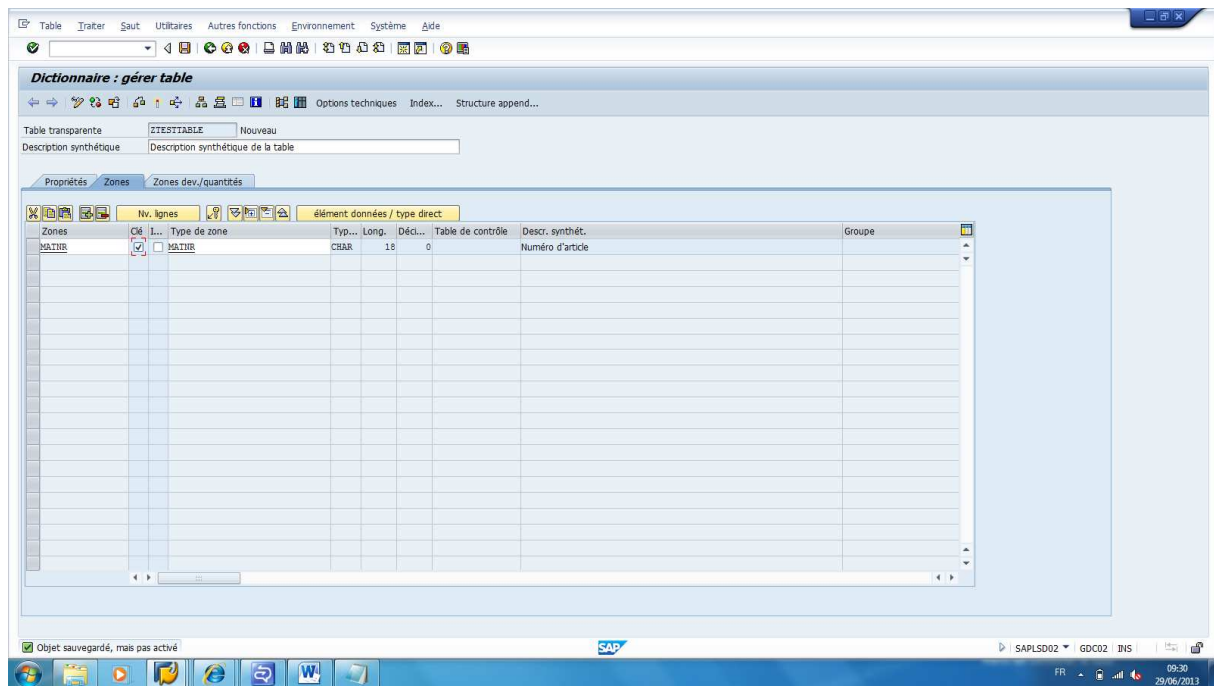 Table Traiter Saut Utilitaires Autres fonctions Environnement Système Aide
Dictionnaire : gérer table
Options techniques Index... Structure append...
Table transparente ZTESTTABLE Nouveau
Description synthétique Description synthétique de la table
Propriétés Zones Zones dev./quantités
Nv. lignes élément données / type direct
Zones Clé I... Type de zone Typ... Long. Déci... Table de contrôle Descr. synthét. Groupe
MATNR MATNR CHAR 18 0 Numéro d'article
Objet sauvegardé, mais pas activé SAP SAPLSD02 GDC02 INS
FR 09:30
29/06/2013